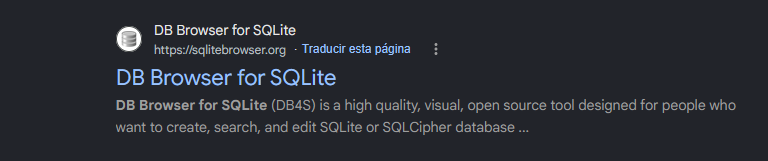 DB Browser for SQLite
https://sqlitebrowser.org · Traducir esta página
DB Browser for SQLite
DB Browser for SQLite (DB4S) is a high quality, visual, open source tool designed for people who
want to create, search, and edit SQLite or SQLCipher database ...